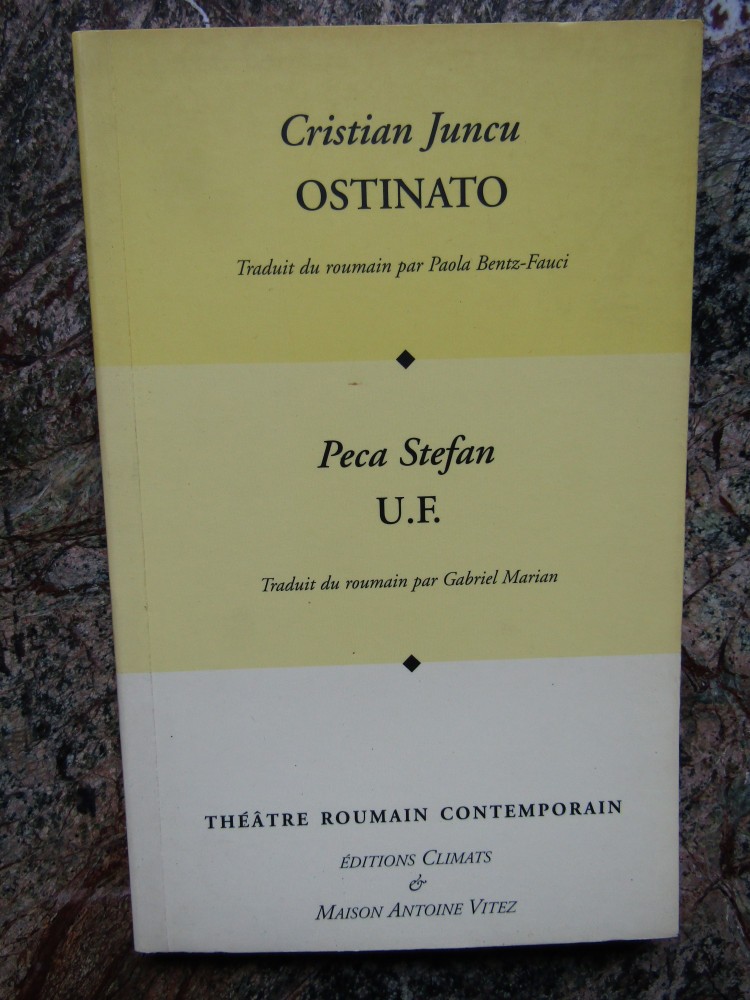 Cristian Juncu
OSTINATO
Traduit du roumain par Paola Bentz-Fauci
Peca Stefan
U.F.
Traduit du roumain par Gabriel Marian
THÉÂTRE ROUMAIN CONTEMPORAIN
ÉDITIONS CLIMATS
&
MAISON ANTOINE VITEZ